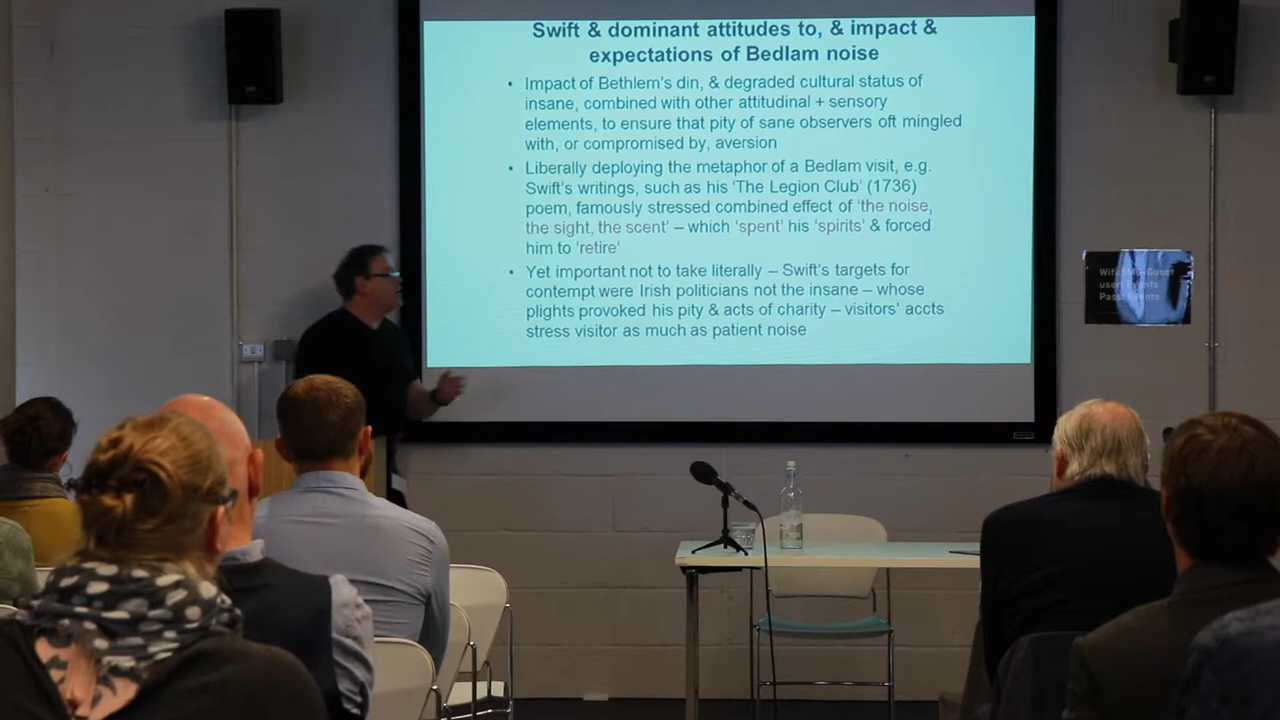 Swift & dominant attitudes to, & impact &
expectations of Bedlam noise
• Impact of Bethlem's din, & degraded cultural status of
insane, combined with other attitudinal + sensory
elements, to ensure that pity of sane observers oft mingled
with, or compromised by, aversion
• Liberally deploying the metaphor of a Bedlam visit, e.g.
Swift's writings, such as his 'The Legion Club' (1736)
poem, famously stressed combined effect of 'the noise,
the sight, the scent' – which 'spent' his 'spirits' & forced
him to 'retire'
• Yet important not to take literally – Swift's targets for
contempt were Irish politicians not the insane – whose
plights provoked his pity & acts of charity – visitors' accts
stress visitor as much as patient noise
Guest
Events